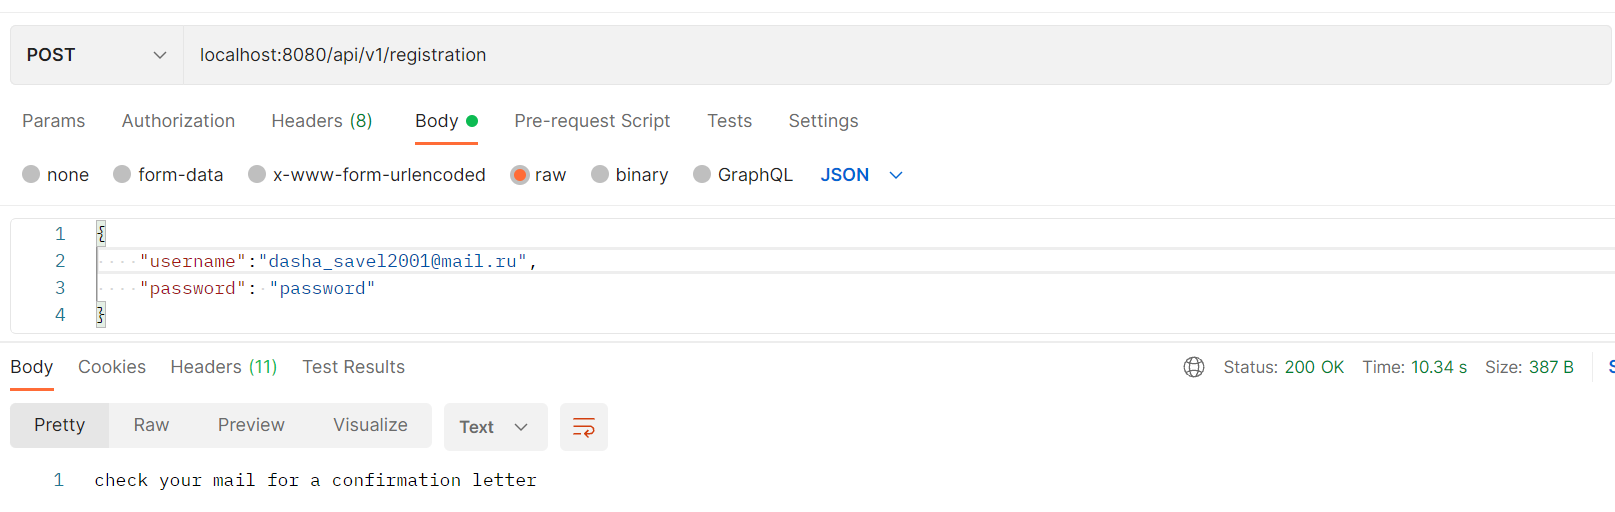 POST localhost:8080/api/v1/registration
Params Authorization Headers (8) Body Pre-request Script Tests Settings
none form-data x-www-form-urlencoded raw binary GraphQL JSON
1 {
2 "username":"dasha_savel2001@mail.ru",
3 "password": "password"
4 }
Body Cookies Headers (11) Test Results Status: 200 OK Time: 10.34 s Size: 387 B
Pretty Raw Preview Visualize Text
1 check your mail for a confirmation letter